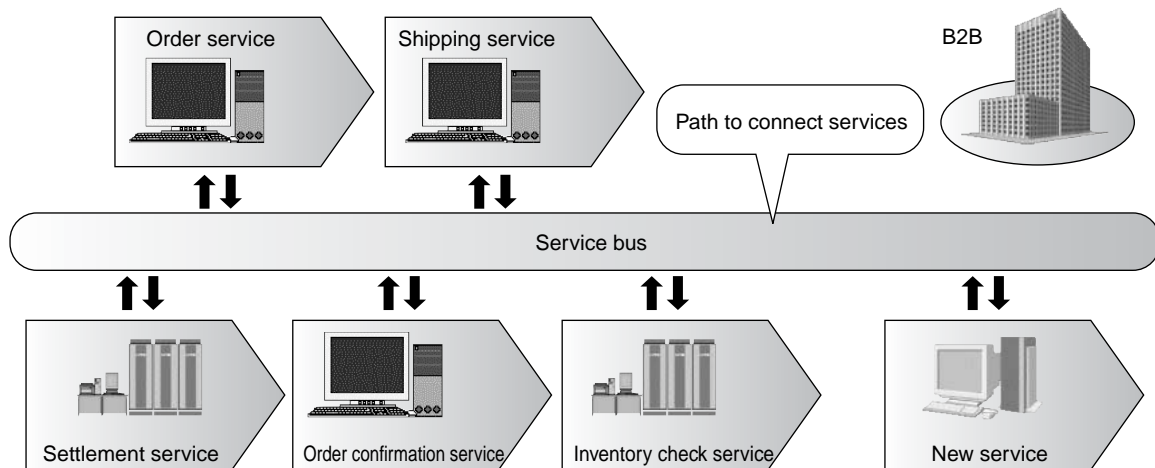 Order service
Shipping service
B2B
Path to connect services
Service bus
Settlement service
Order confirmation service
Inventory check service
New service